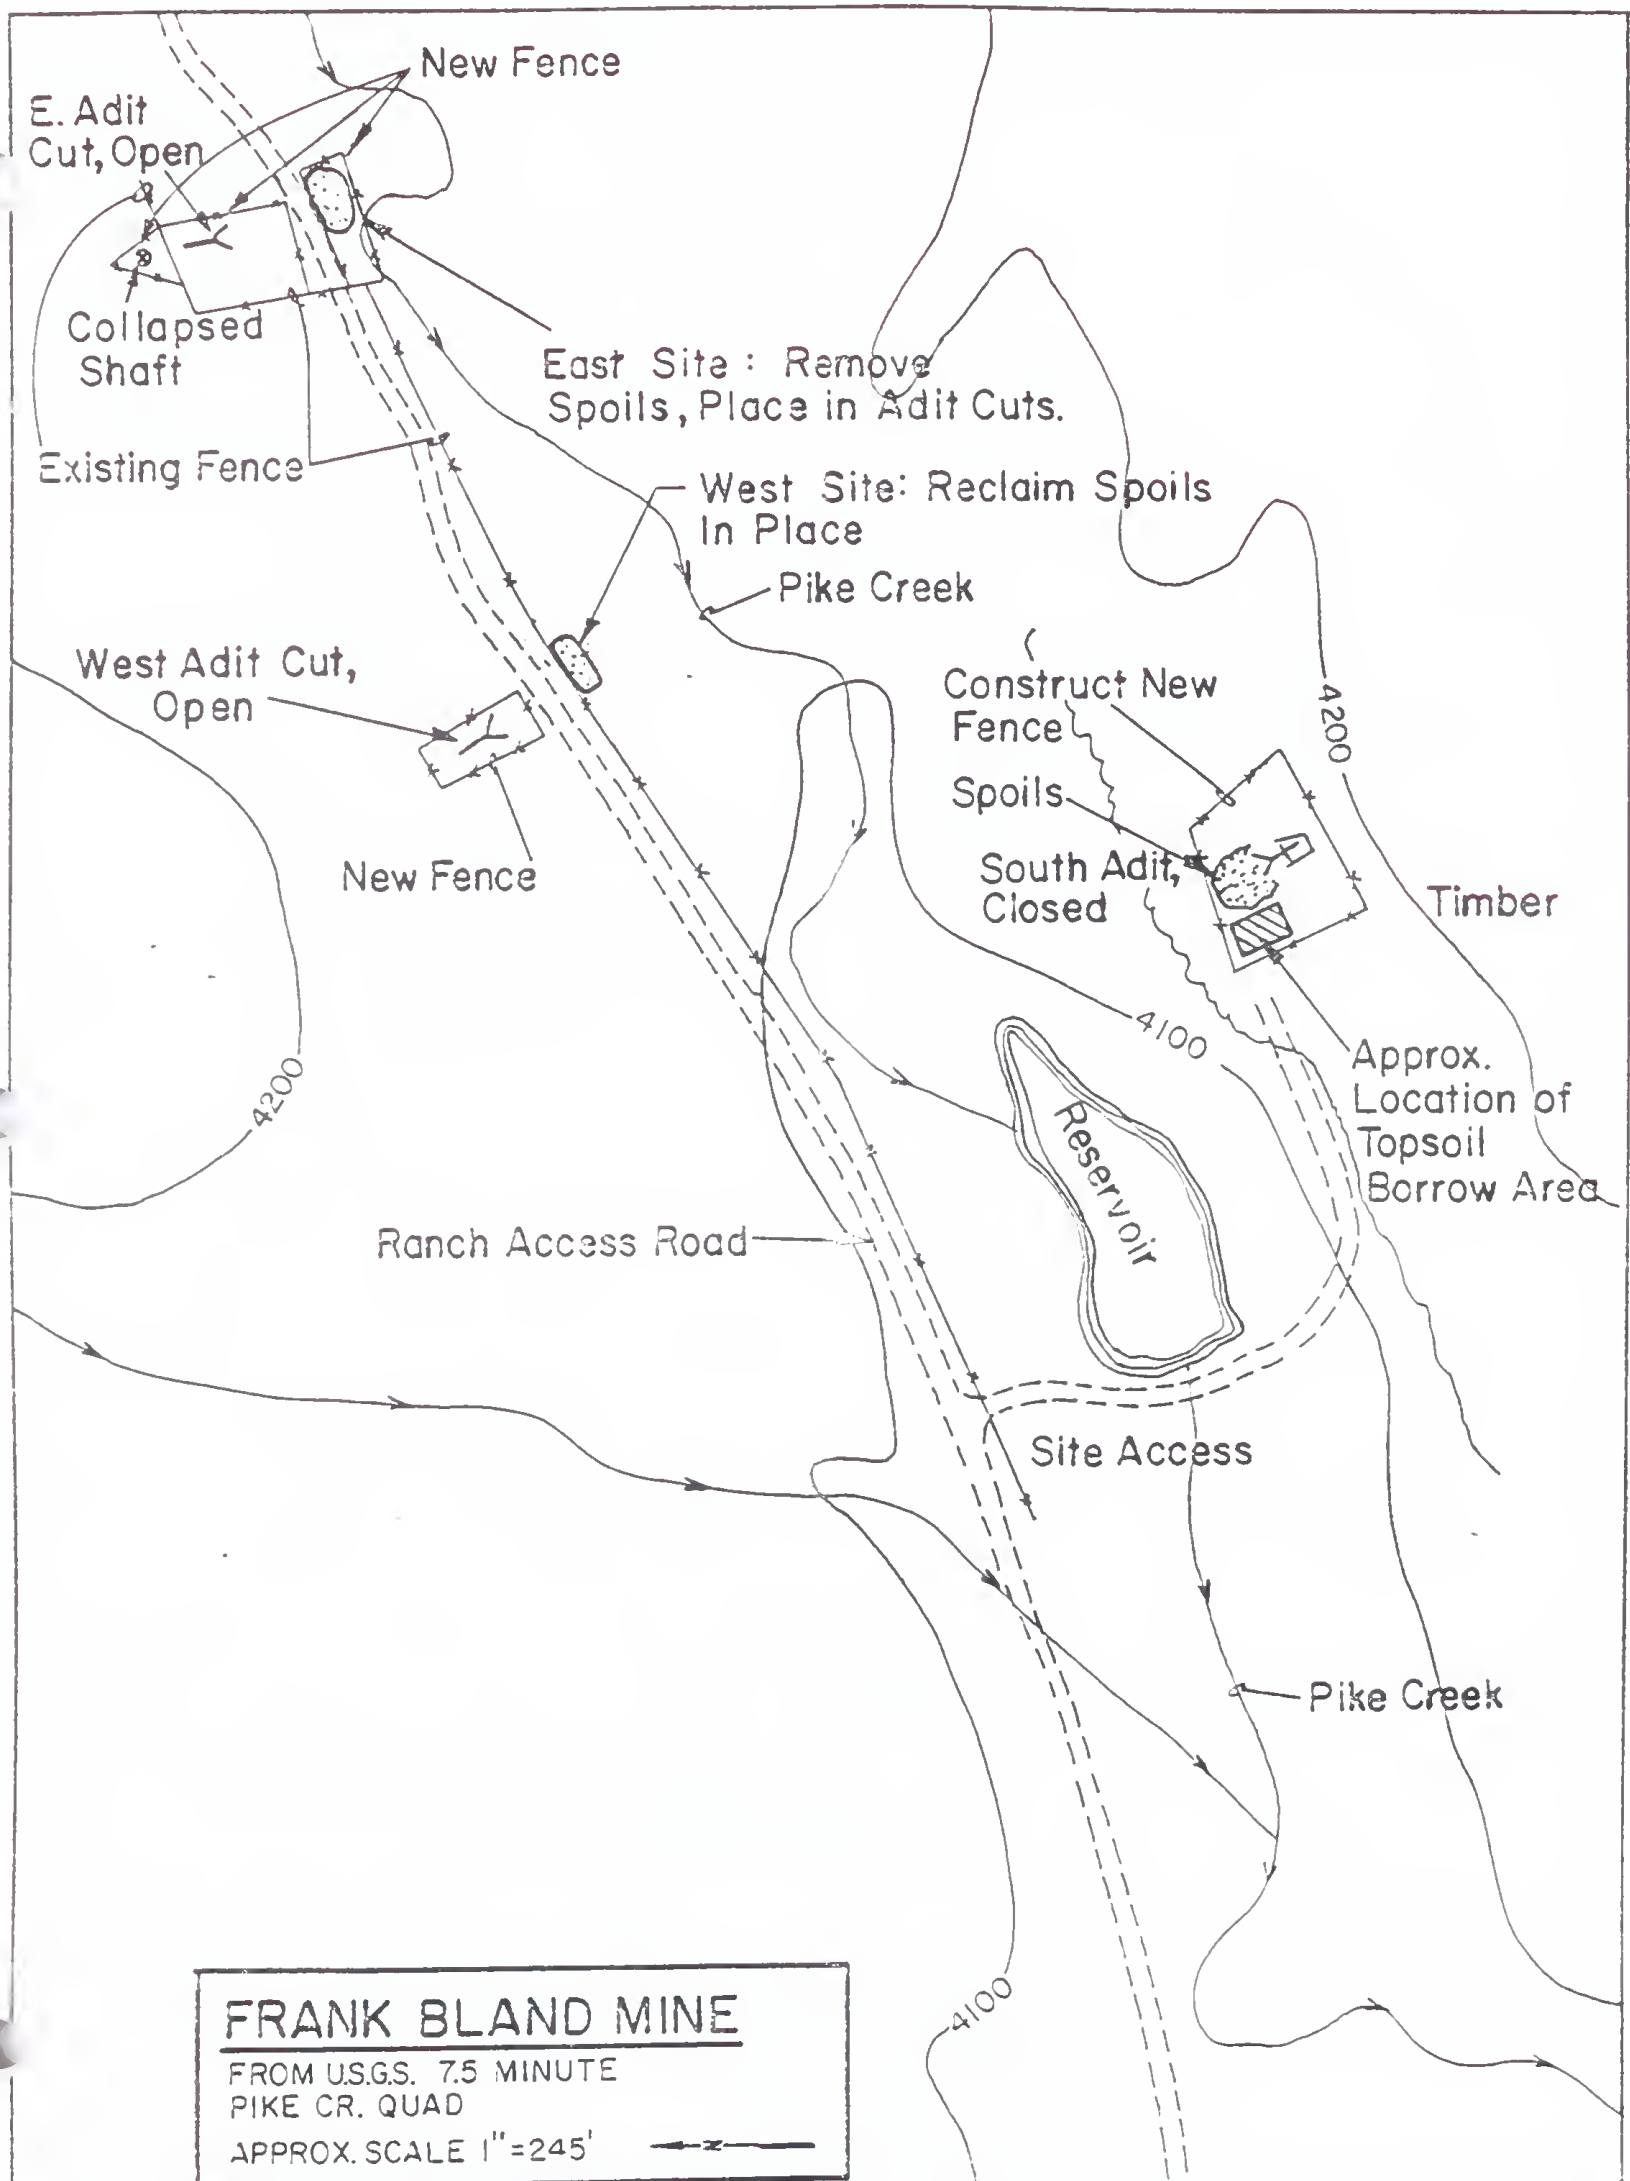 New Fence
E. Adit
Cut, Open
Collapsed
Shaft
East Site: Remove
Spoils, Place in Adit Cuts.
Existing Fence
West Site: Reclaim Spoils
In Place
Pike Creek
West Adit Cut,
Open
Construct New
Fence
4200
Spoils
New Fence
South Adit,
Closed
Timber
4100
4200
Approx.
Location of
Topsoil
Borrow Area
Reservoir
Ranch Access Road
Site Access
Pike Creek
4100
FRANK BLAND MINE
FROM U.S.G.S. 7.5 MINUTE
PIKE CR. QUAD
APPROX. SCALE 1"=245'
N